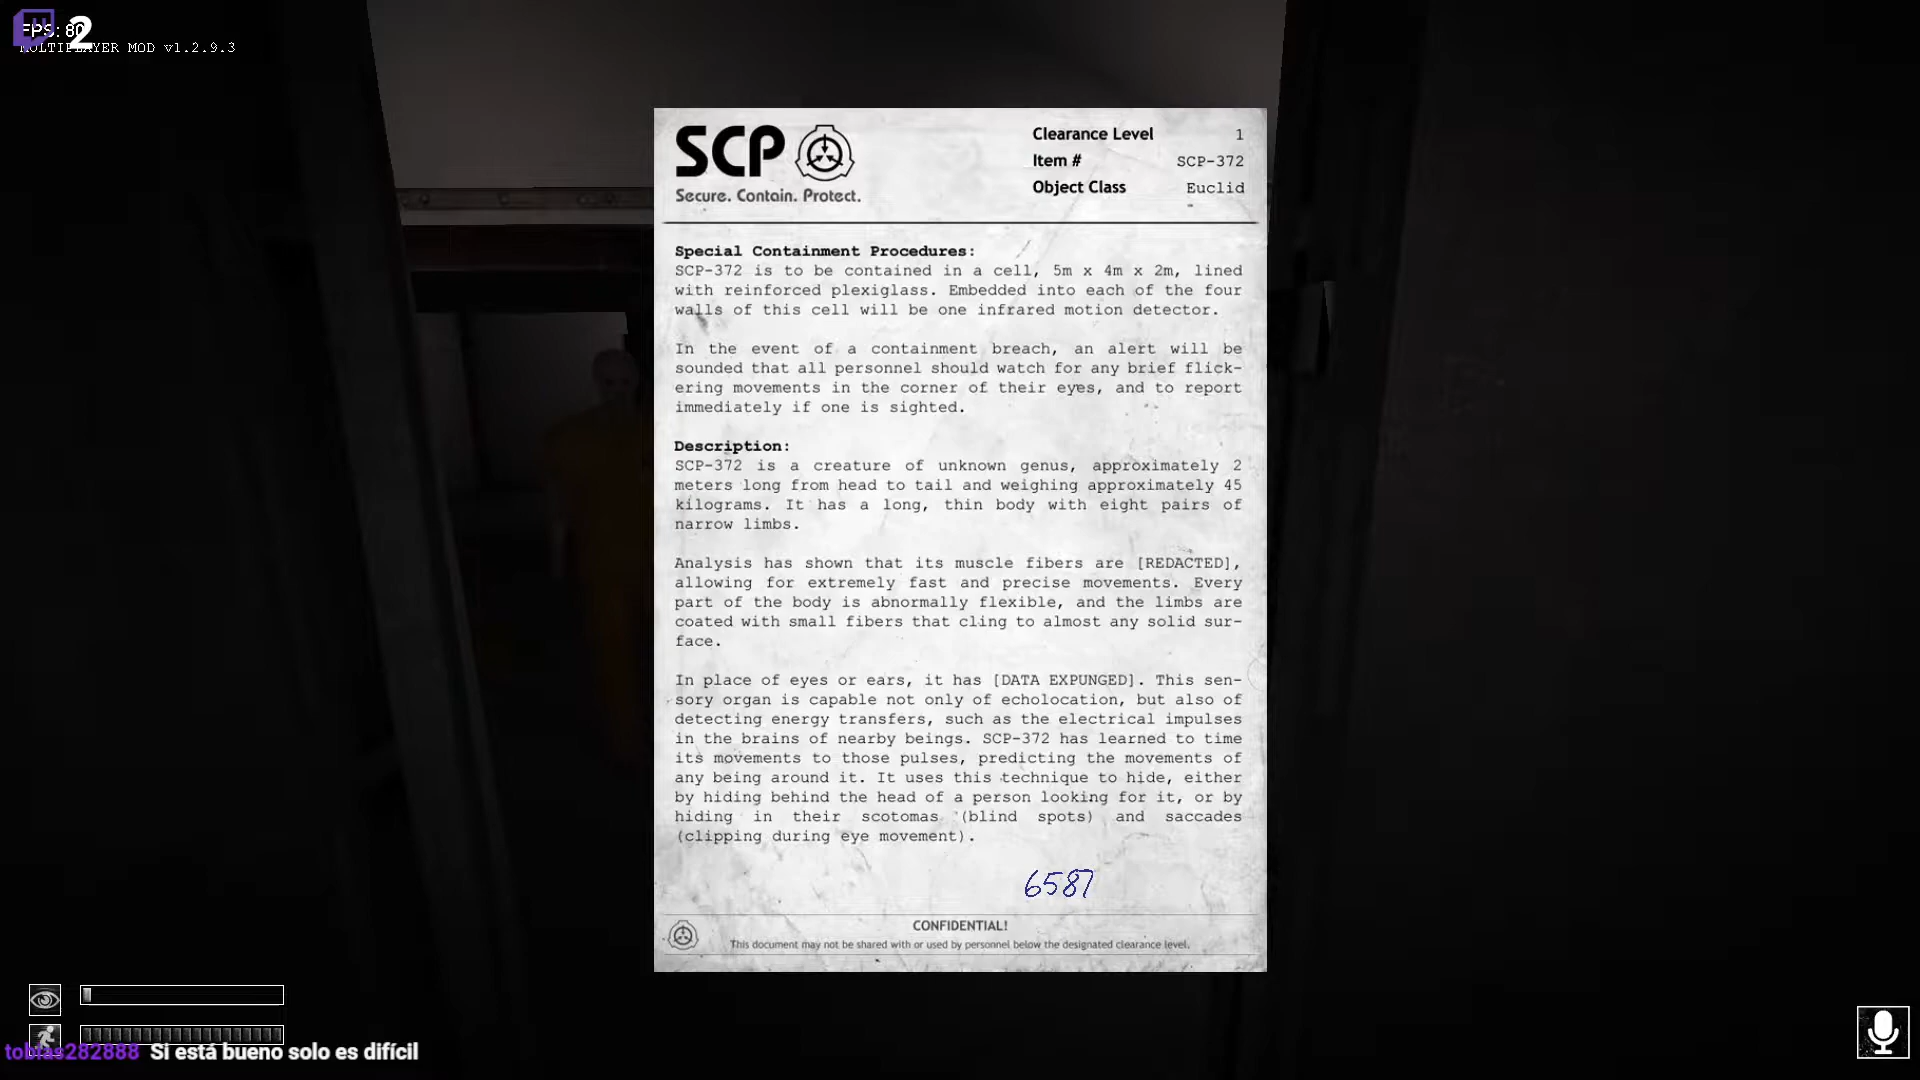 FPS: 80
2
MULTIPLAYER MOD v1.2.9.3
SCP
Secure. Contain. Protect.
Clearance Level 1
Item # SCP-372
Object Class Euclid
Special Containment Procedures:
SCP-372 is to be contained in a cell, 5m x 4m x 2m, lined
with reinforced plexiglass. Embedded into each of the four
walls of this cell will be one infrared motion detector.
In the event of a containment breach, an alert will be
sounded that all personnel should watch for any brief flick-
ering movements in the corner of their eyes, and to report
immediately if one is sighted.
Description:
SCP-372 is a creature of unknown genus, approximately 2
meters long from head to tail and weighing approximately 45
kilograms. It has a long, thin body with eight pairs of
narrow limbs.
Analysis has shown that its muscle fibers are [REDACTED],
allowing for extremely fast and precise movements. Every
part of the body is abnormally flexible, and the limbs are
coated with small fibers that cling to almost any solid sur-
face.
In place of eyes or ears, it has [DATA EXPUNGED]. This sen-
sory organ is capable not only of echolocation, but also of
detecting energy transfers, such as the electrical impulses
in the brains of nearby beings. SCP-372 has learned to time
its movements to those pulses, predicting the movements of
any being around it. It uses this technique to hide, either
by hiding behind the head of a person looking for it, or by
hiding in their scotomas (blind spots) and saccades
(clipping during eye movement).
6587
CONFIDENTIAL!
This document may not be shared with or used by personnel below the designated clearance level.
tobias282888 Si está bueno solo es difícil